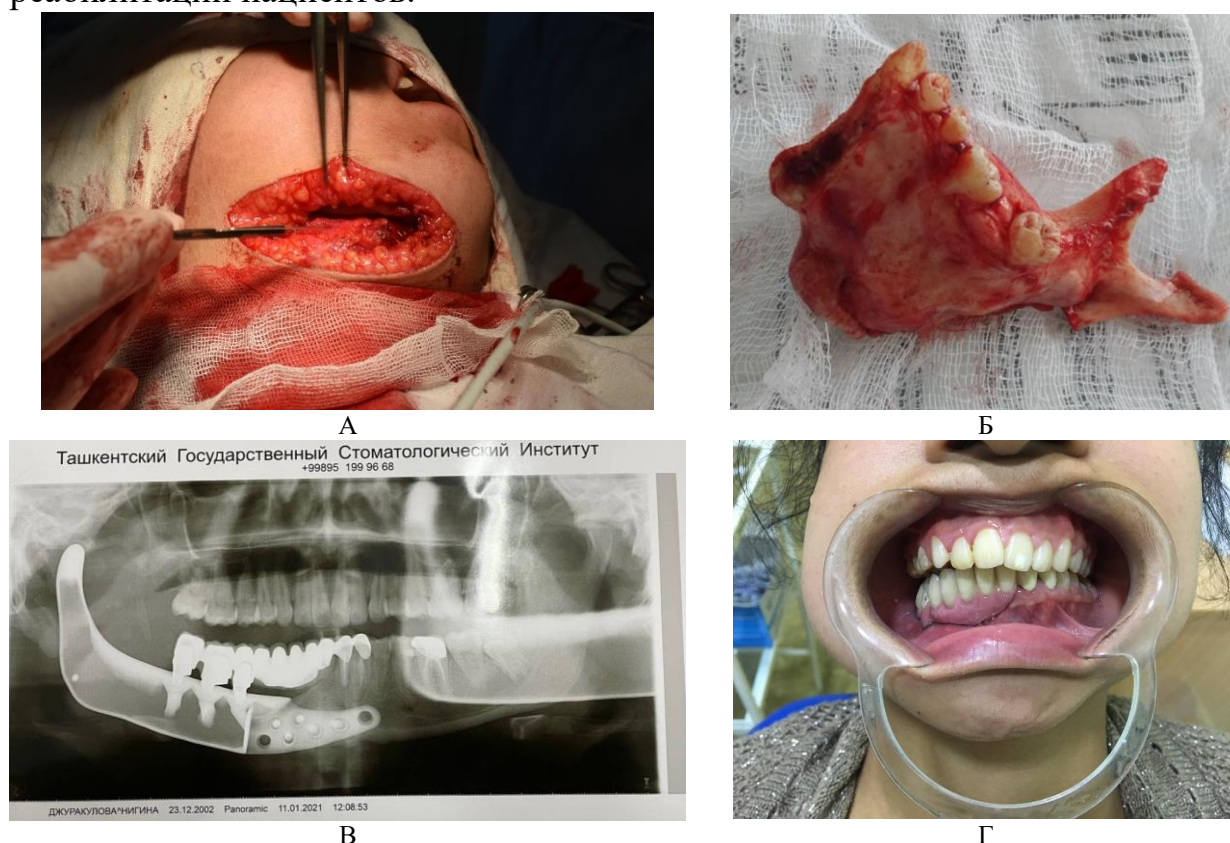 реабилитации пациентов.
А
Б
Ташкентский Государственный Стоматологический Институт
+99895 199 96 68
ДЖУРАКУЛОВА^НИГИНА 23.12.2002 Panoramic 11.01.2021 12:08:53
В
Г